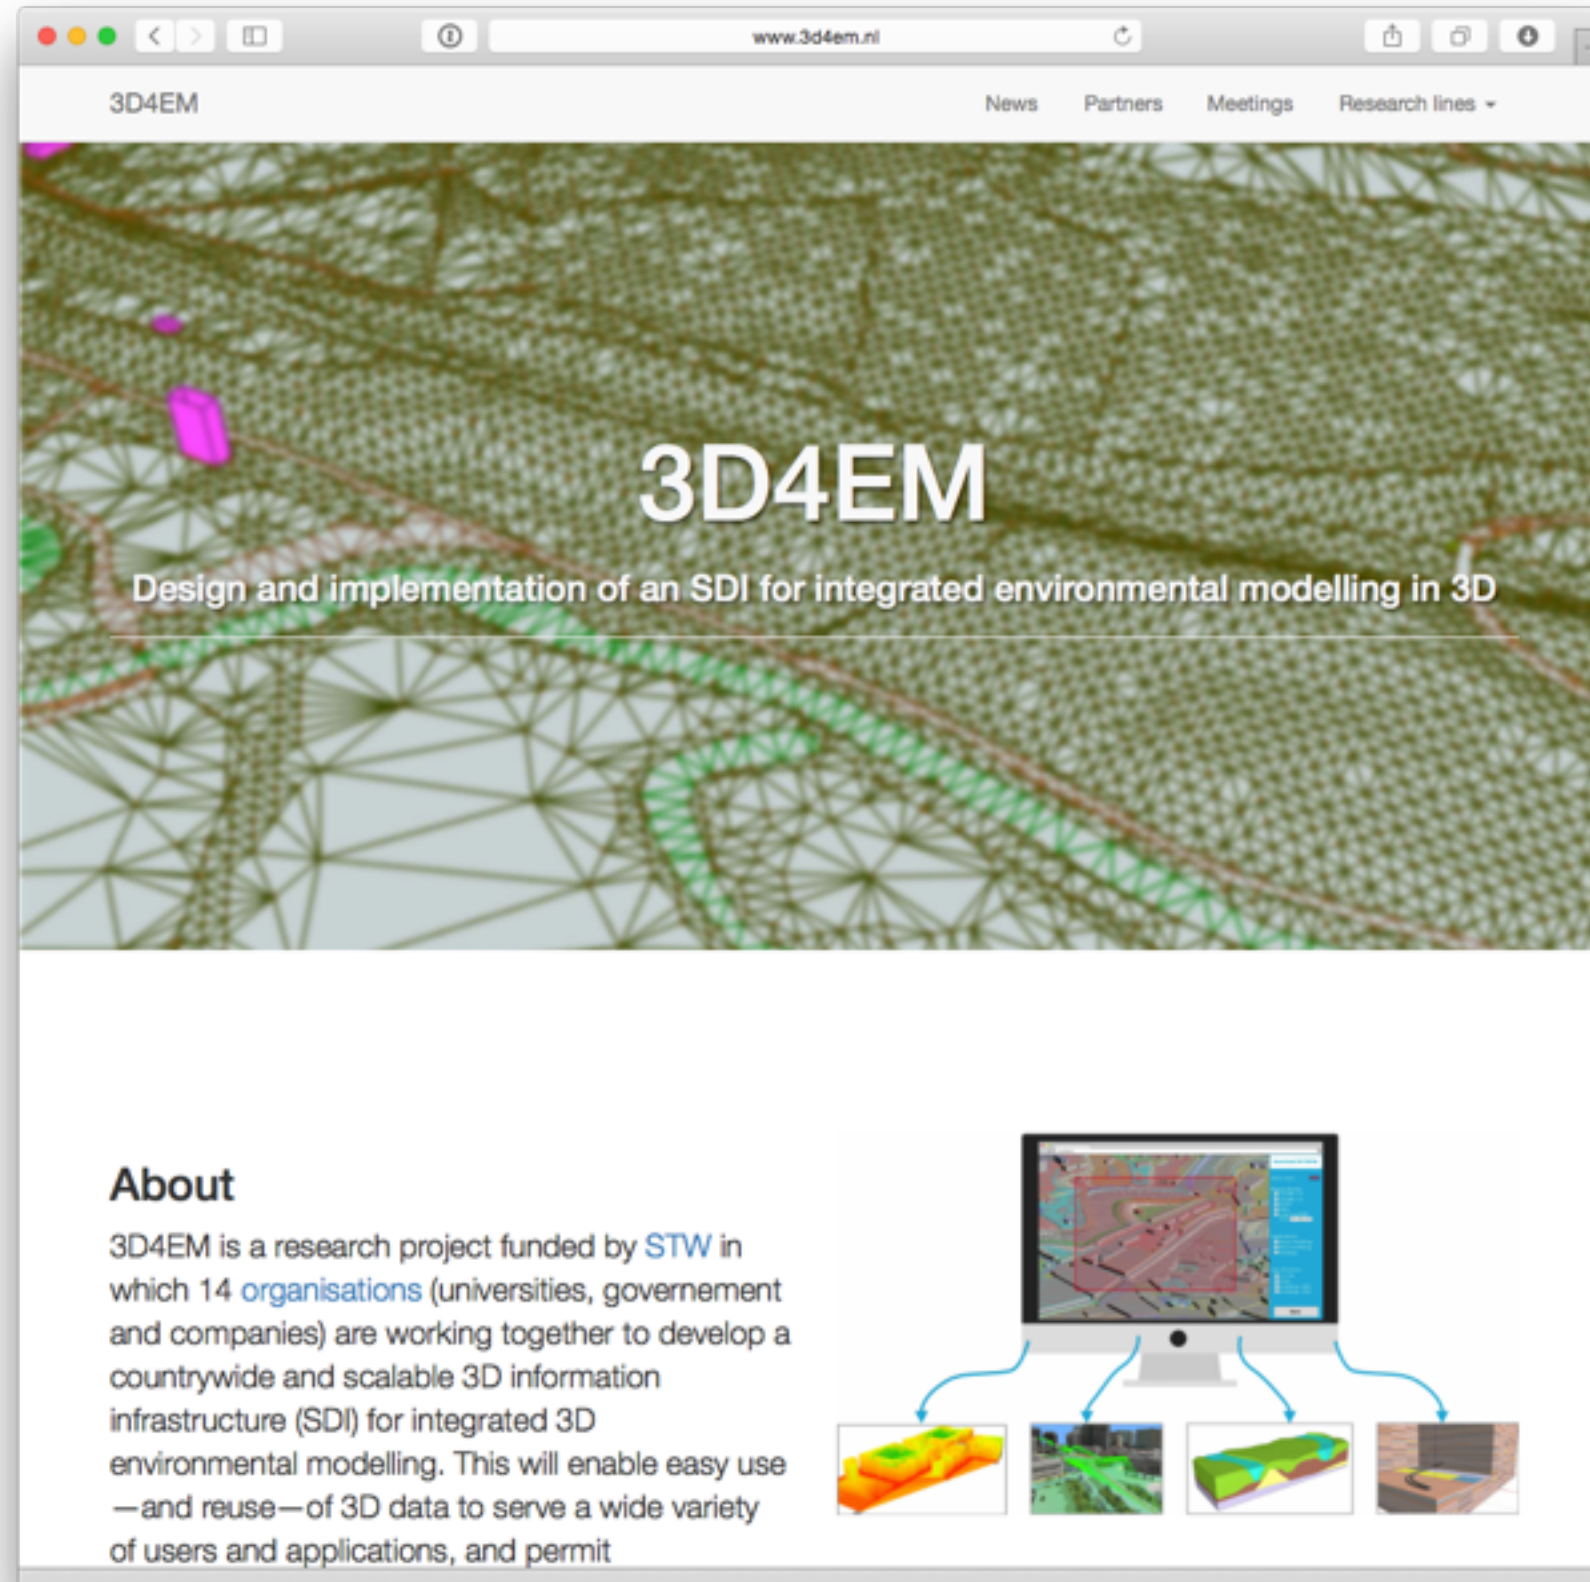 www.3d4em.nl
3D4EM
News Partners Meetings Research lines
3D4EM
Design and implementation of an SDI for integrated environmental modelling in 3D
About
3D4EM is a research project funded by STW in
which 14 organisations (universities, governement
and companies) are working together to develop a
countrywide and scalable 3D information
infrastructure (SDI) for integrated 3D
environmental modelling. This will enable easy use
—and reuse—of 3D data to serve a wide variety
of users and applications, and permit